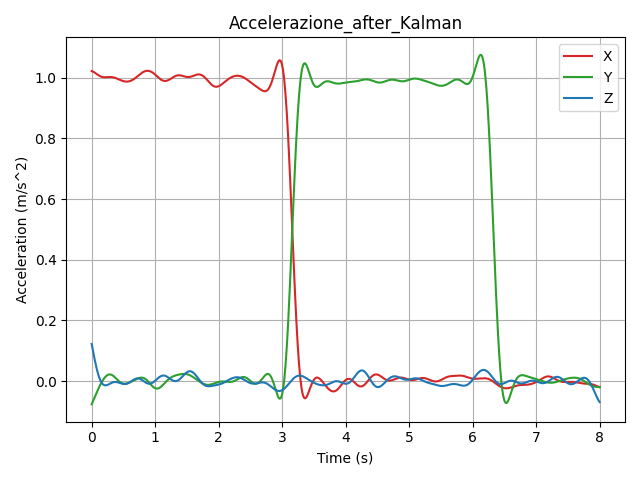 Accelerazione_after_Kalman
X
Y
Z
Acceleration (m/s^2)
1.0
0.8
0.6
0.4
0.2
0.0
0 1 2 3 4 5 6 7 8
Time (s)